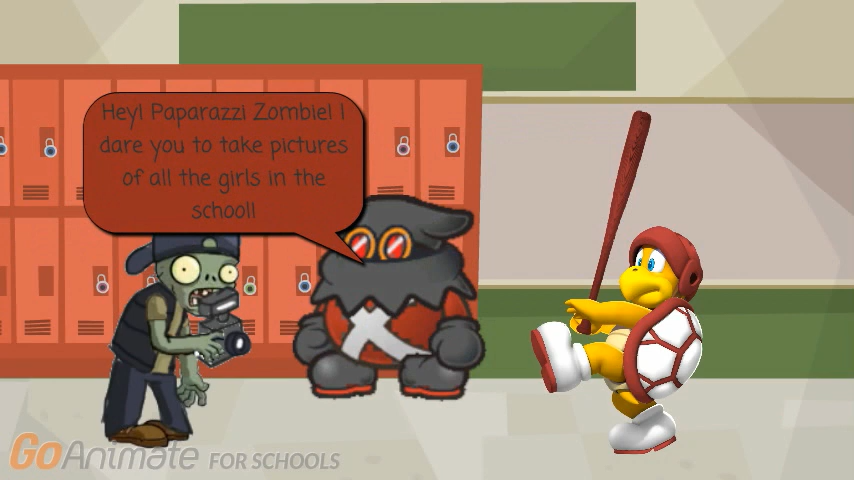 Hey! Paparazzi Zombie! I
dare you to take pictures
of all the girls in the
school!
GoAnimate FOR SCHOOLS